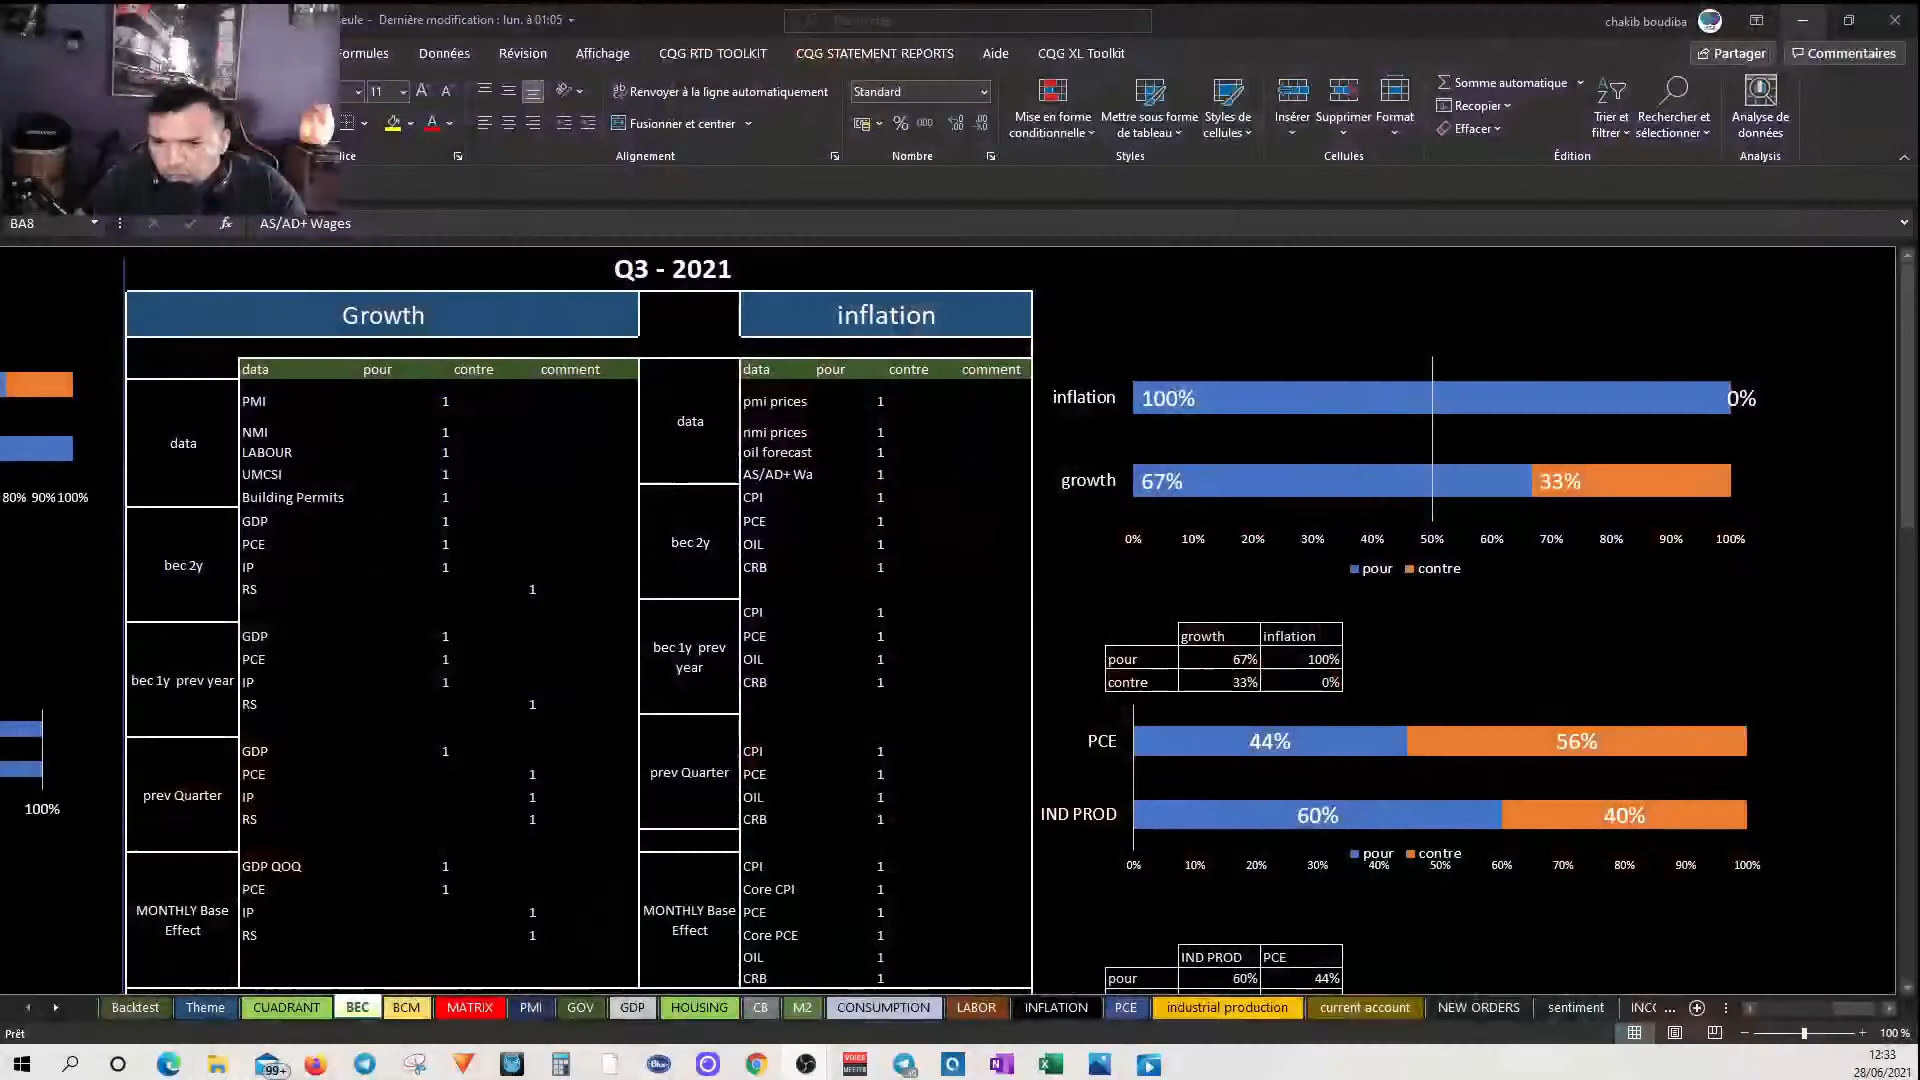 seule - Dernière modification : lun. à 01:05
chakib boudiba
Formules Données Révision Affichage CQG RTD TOOLKIT CQG STATEMENT REPORTS Aide CQG XL Toolkit
Partager Commentaires
11 Renvoyer à la ligne automatiquement Standard
Fusionner et centrer % 000
Mise en forme conditionnelle
Mettre sous forme de tableau
Styles de cellules
Insérer Supprimer Format
Somme automatique
Recopier
Effacer
Trier et filtrer
Rechercher et sélectionner
Analyse de données
Alignement Nombre Styles Cellules Édition Analysis
BA8 fx AS/AD+ Wages
Q3 - 2021
Growth inflation
data pour contre comment data pour contre comment
data
PMI 1
NMI 1
LABOUR 1
UMCSI 1
Building Permits 1
bec 2y
GDP 1
PCE 1
IP 1
RS 1
bec 1y prev year
GDP 1
PCE 1
IP 1
RS 1
prev Quarter
GDP 1
PCE 1
IP 1
RS 1
MONTHLY Base Effect
GDP QOQ 1
PCE 1
IP 1
RS 1
data
pmi prices 1
nmi prices 1
oil forecast 1
AS/AD+ Wa 1
bec 2y
CPI 1
PCE 1
OIL 1
CRB 1
bec 1y prev year
CPI 1
PCE 1
OIL 1
CRB 1
prev Quarter
CPI 1
PCE 1
OIL 1
CRB 1
MONTHLY Base Effect
CPI 1
Core CPI 1
PCE 1
Core PCE 1
OIL 1
CRB 1
80% 90% 100%
100%
inflation 100% 0%
growth 67% 33%
0% 10% 20% 30% 40% 50% 60% 70% 80% 90% 100%
pour contre
growth inflation
pour 67% 100%
contre 33% 0%
PCE 44% 56%
IND PROD 60% 40%
pour contre
0% 10% 20% 30% 40% 50% 60% 70% 80% 90% 100%
IND PROD PCE
pour 60% 44%
Backtest Theme CUADRANT BEC BCM MATRIX PMI GOV GDP HOUSING CB M2 CONSUMPTION LABOR INFLATION PCE industrial production current account NEW ORDERS sentiment INCC ...
Prêt
100 %
99+
12:33
28/06/2021